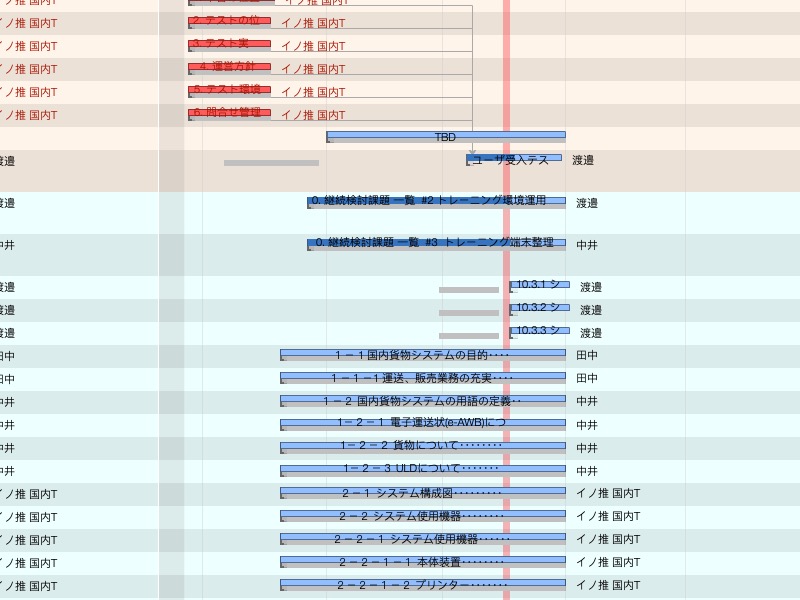 2. テストの位 イノ推 国内T
イノ推 国内T 3. テスト実 イノ推 国内T
イノ推 国内T 4. 運営方針 イノ推 国内T
イノ推 国内T 5. テスト環境 イノ推 国内T
イノ推 国内T 6. 問合せ管理 イノ推 国内T
TBD
渡邉 ユーザ受入テス 渡邉
渡邉 0. 継続検討課題 一覧 #2 トレーニング環境運用 渡邉
中井 0. 継続検討課題 一覧 #3 トレーニング端末整理 中井
渡邉 10.3.1 シ 渡邉
渡邉 10.3.2 シ 渡邉
渡邉 10.3.3 シ 渡邉
田中 1－1国内貨物システムの目的‥‥ 田中
田中 1－1－1運送、販売業務の充実‥‥ 田中
中井 1－2 国内貨物システムの用語の定義‥ 中井
中井 1－2－1 電子運送状(e-AWB)につ 中井
中井 1－2－2 貨物について‥‥‥‥ 中井
中井 1－2－3 ULDについて‥‥‥ 中井
イノ推 国内T 2－1 システム構成図‥‥‥‥・ イノ推 国内T
イノ推 国内T 2－2 システム使用機器‥‥‥‥ イノ推 国内T
イノ推 国内T 2－2－1 システム使用機器‥‥‥ イノ推 国内T
イノ推 国内T 2－2－1－1 本体装置‥‥‥・ イノ推 国内T
イノ推 国内T 2－2－1－2 プリンター‥‥‥・ イノ推 国内T